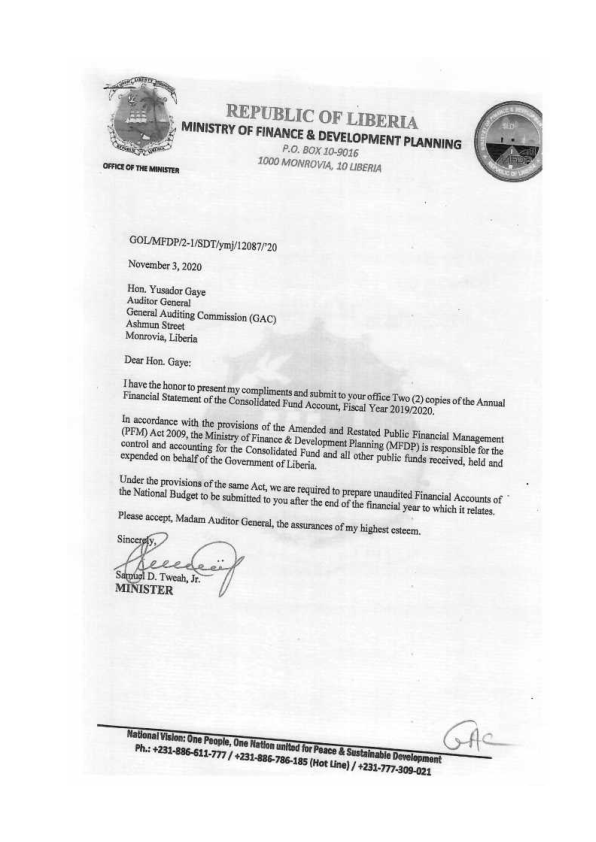 REPUBLIC OF LIBERIA
MINISTRY OF FINANCE & DEVELOPMENT PLANNING
P.O. BOX 10-9016
1000 MONROVIA, 10 LIBERIA
OFFICE OF THE MINISTER
GOL/MFDP/2-1/SDT/ymj/12087/'20
November 3, 2020
Hon. Yusador Gaye
Auditor General
General Auditing Commission (GAC)
Ashmun Street
Monrovia, Liberia
Dear Hon. Gaye:
I have the honor to present my compliments and submit to your office Two (2) copies of the Annual
Financial Statement of the Consolidated Fund Account, Fiscal Year 2019/2020.
In accordance with the provisions of the Amended and Restated Public Financial Management
(PFM) Act 2009, the Ministry of Finance & Development Planning (MFDP) is responsible for the
control and accounting for the Consolidated Fund and all other public funds received, held and
expended on behalf of the Government of Liberia.
Under the provisions of the same Act, we are required to prepare unaudited Financial Accounts of
the National Budget to be submitted to you after the end of the financial year to which it relates.
Please accept, Madam Auditor General, the assurances of my highest esteem.
Sincerely,
Samuel D. Tweah, Jr.
MINISTER
GAC
National Vision: One People, One Nation united for Peace & Sustainable Development
Ph.: +231-886-611-777 / +231-886-786-185 (Hot Line) / +231-777-309-021